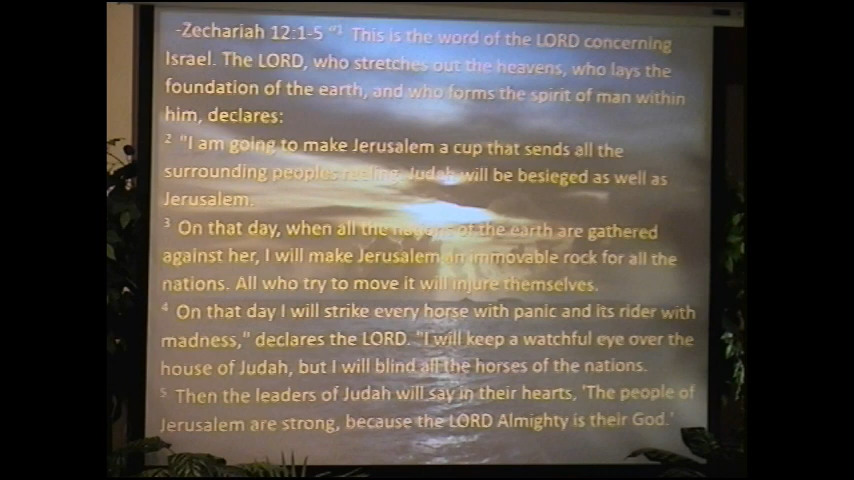 -Zechariah 12:1-5 "1 This is the word of the LORD concerning
Israel. The LORD, who stretches out the heavens, who lays the
foundation of the earth, and who forms the spirit of man within
him, declares:
2 "I am going to make Jerusalem a cup that sends all the
surrounding peoples reeling. Judah will be besieged as well as
Jerusalem.
3 On that day, when all the nations of the earth are gathered
against her, I will make Jerusalem an immovable rock for all the
nations. All who try to move it will injure themselves.
4 On that day I will strike every horse with panic and its rider with
madness," declares the LORD. "I will keep a watchful eye over the
house of Judah, but I will blind all the horses of the nations.
5 Then the leaders of Judah will say in their hearts, 'The people of
Jerusalem are strong, because the LORD Almighty is their God.'